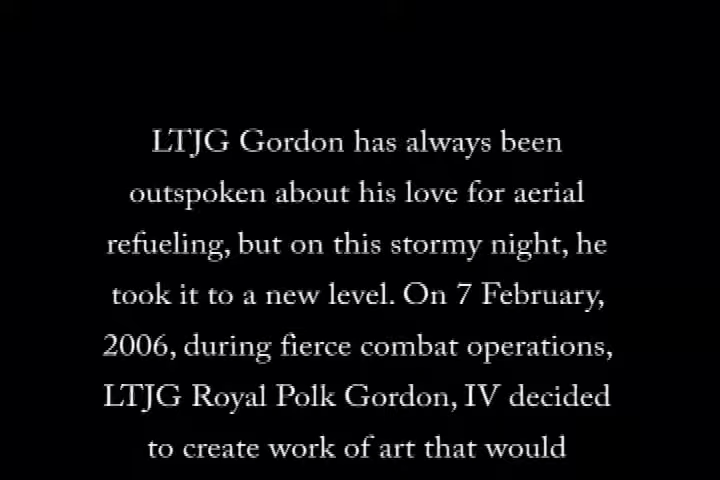 LTJG Gordon has always been
outspoken about his love for aerial
refueling, but on this stormy night, he
took it to a new level. On 7 February,
2006, during fierce combat operations,
LTJG Royal Polk Gordon, IV decided
to create work of art that would